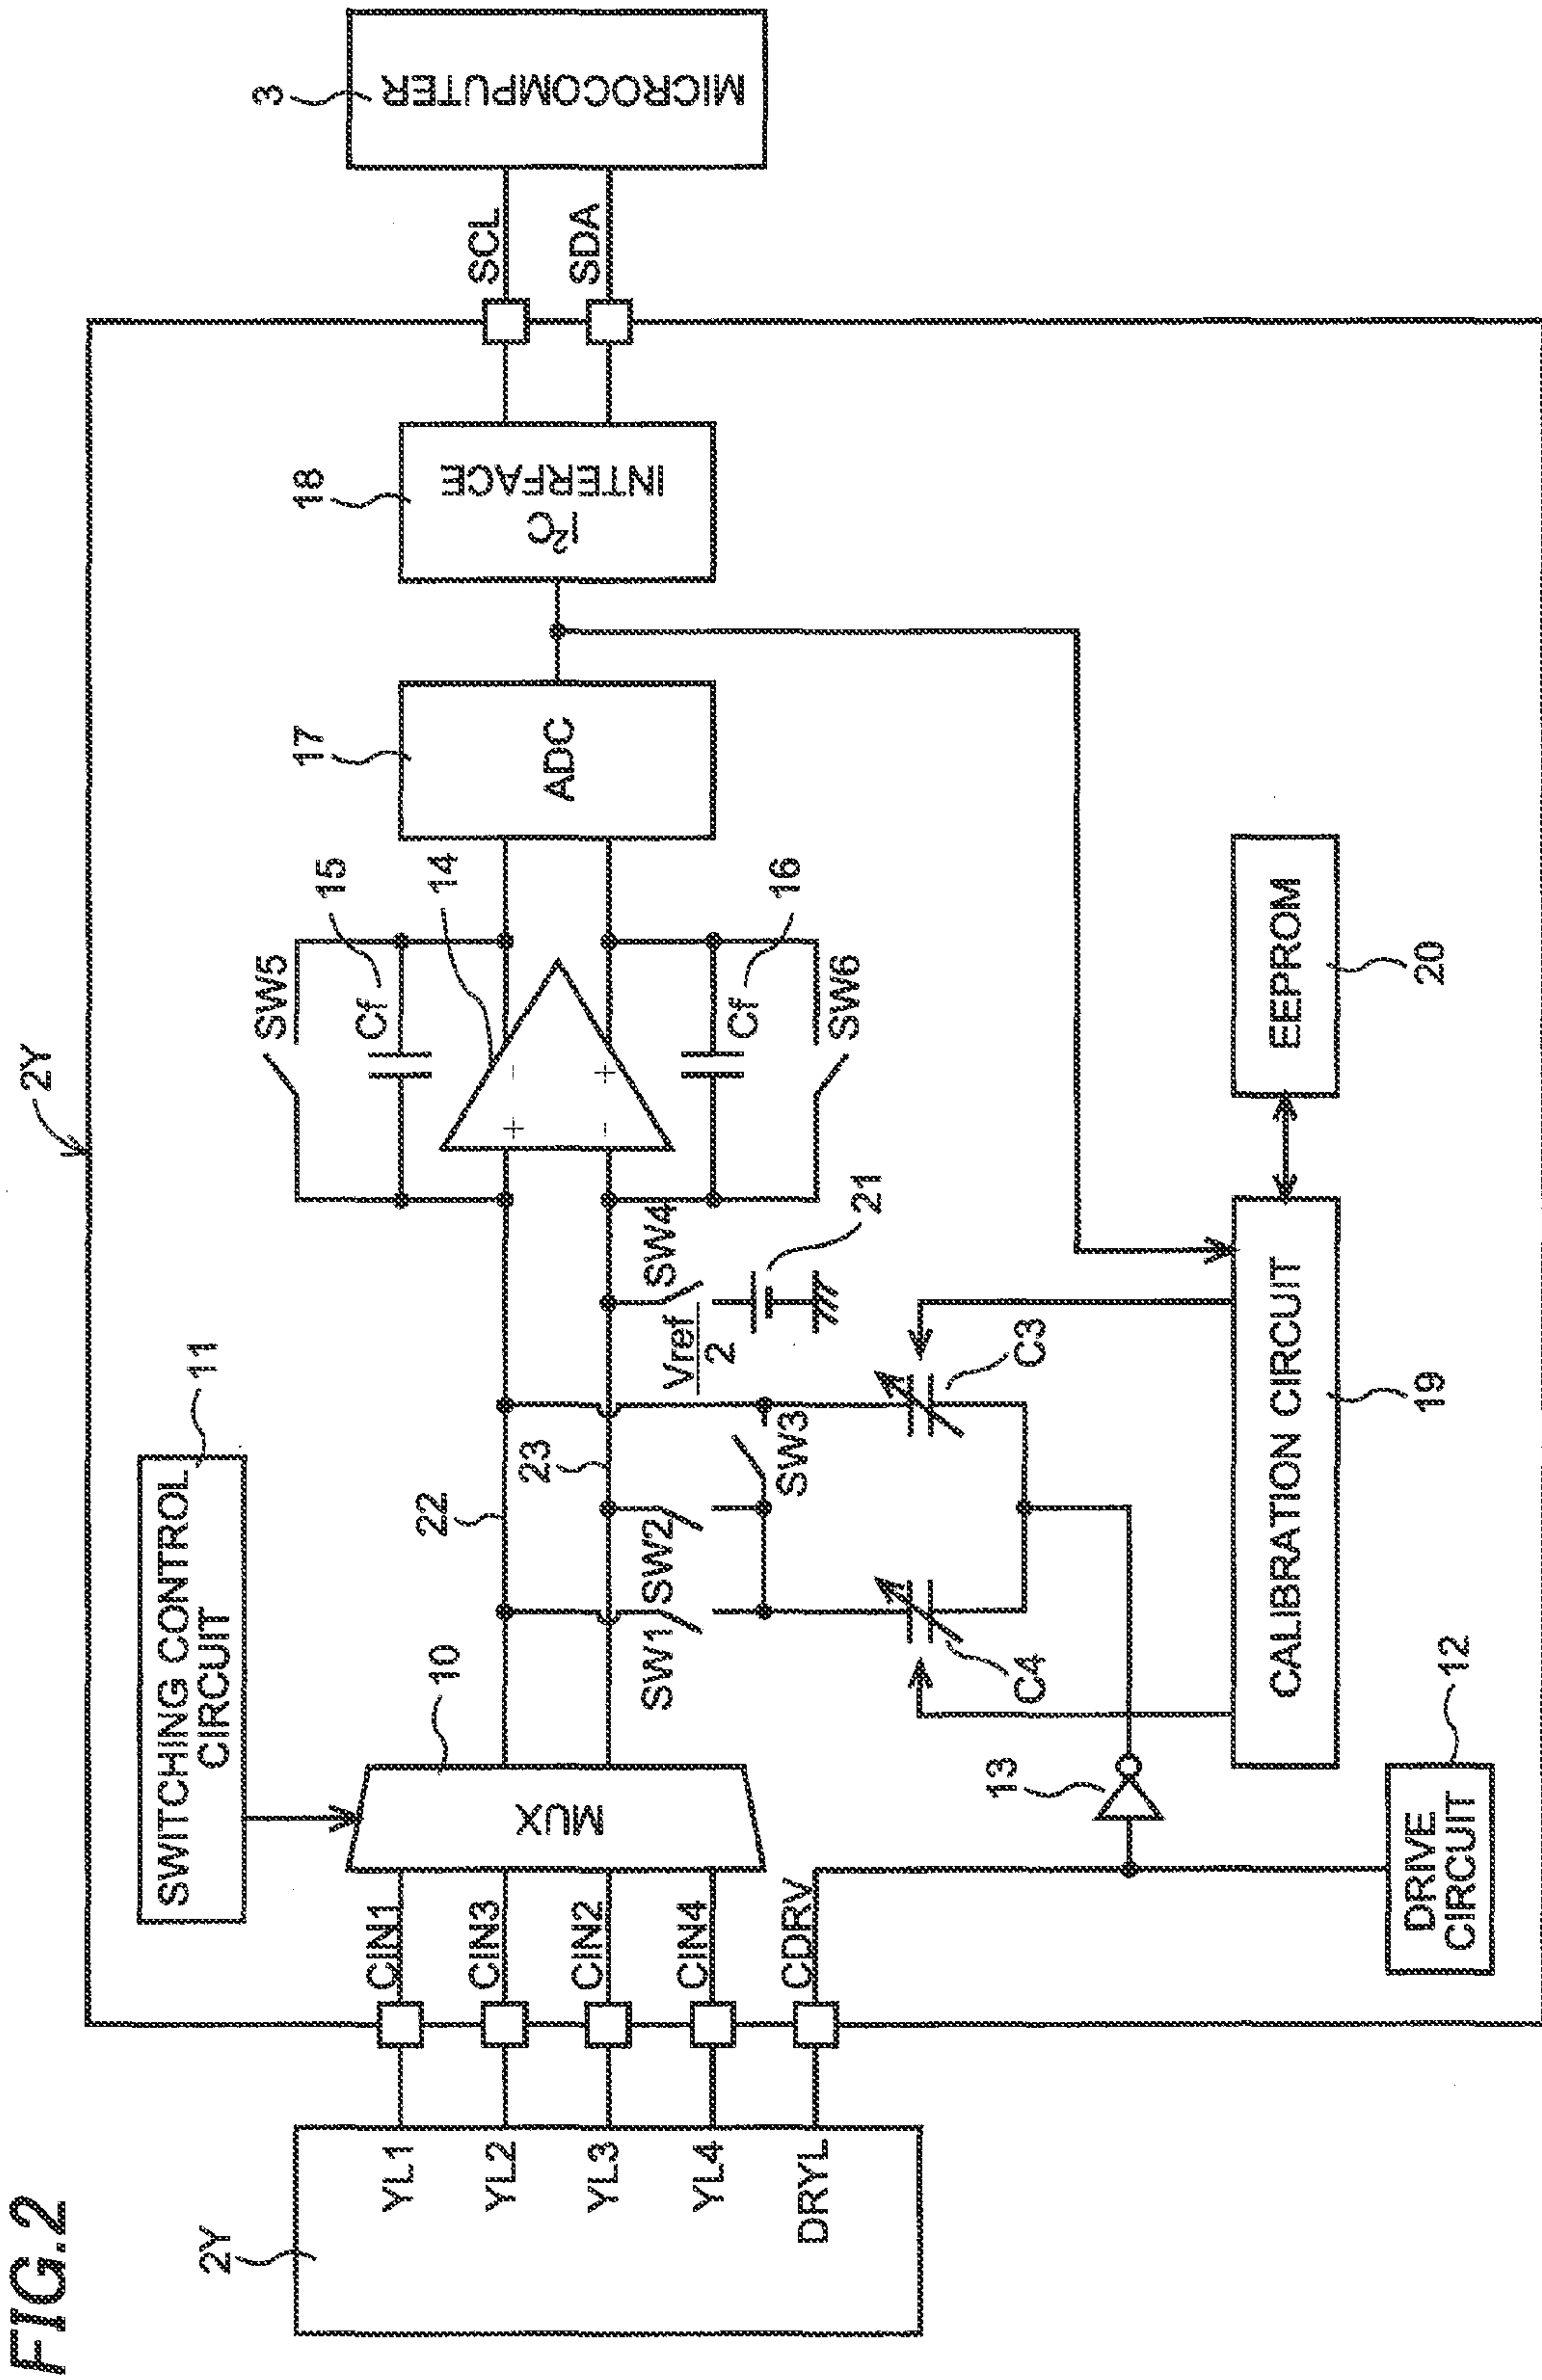 FIG.2
2Y
YL1
YL2
YL3
YL4
DRYL
2Y
CIN1
CIN3
CIN2
CIN4
CDRV
SWITCHING CONTROL
CIRCUIT
11
MUX
10
DRIVE
CIRCUIT
12
13
22
23
SW1
SW2
SW3
SW4
Vref
2
21
C4
C3
CALIBRATION CIRCUIT
19
EEPROM
20
SW5
Cf
15
14
+ -
- +
Cf
16
SW6
ADC
17
I²C
INTERFACE
18
SCL
SDA
MICROCOMPUTER
3